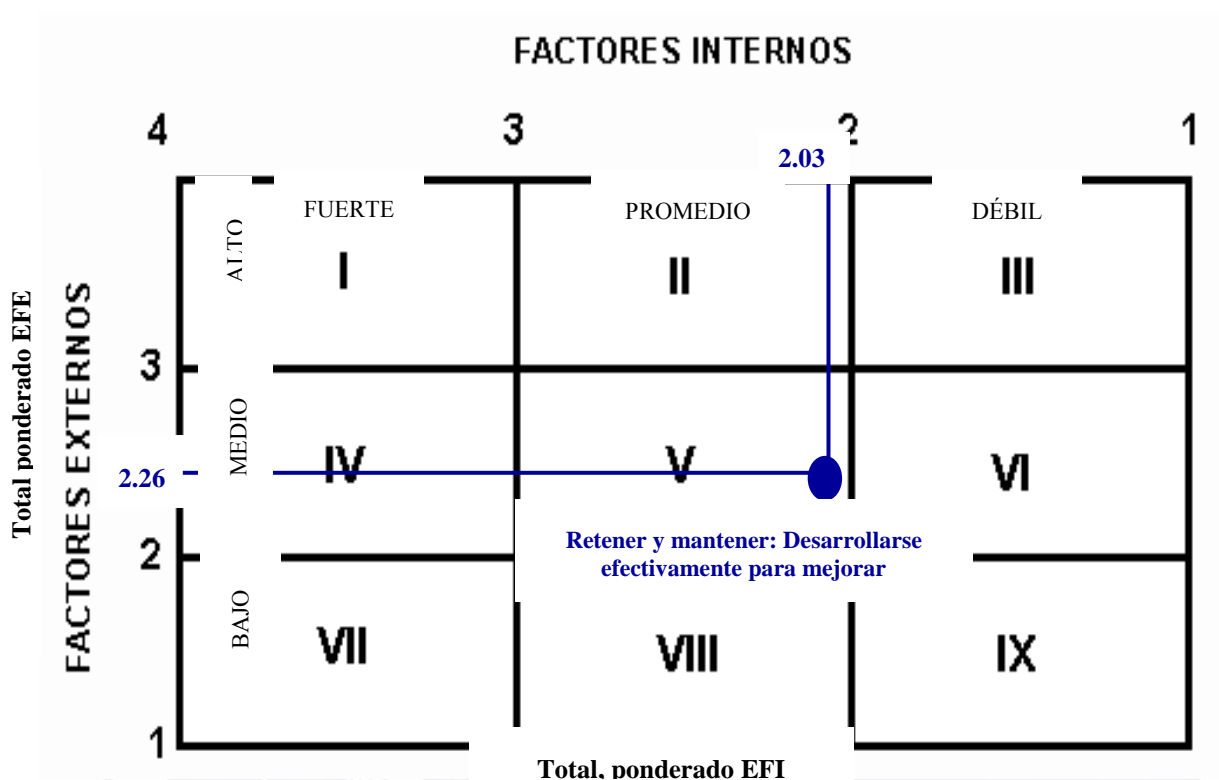 FACTORES INTERNOS
4 3 2 1
2.03
FUERTE PROMEDIO DÉBIL
ALTO
I II III
Total ponderado EFE
FACTORES EXTERNOS
3
MEDIO
2.26
IV V VI
Retener y mantener: Desarrollarse
efectivamente para mejorar
2
BAJO
VII VIII IX
1
Total, ponderado EFI